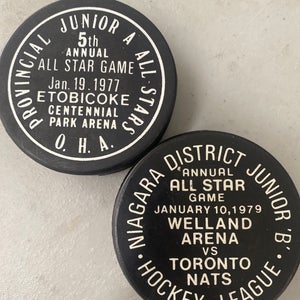 PROVINCIAL JUNIOR A ALL-STARS
5th
ANNUAL
ALL STAR GAME
Jan. 19. 1977
ETOBICOKE
CENTENNIAL
PARK ARENA
O. H. A.
NIAGARA DISTRICT JUNIOR 'B'
ANNUAL
ALL STAR
GAME
JANUARY 10, 1979
WELLAND
ARENA
VS
TORONTO
NATS
HOCKEY LEAGUE